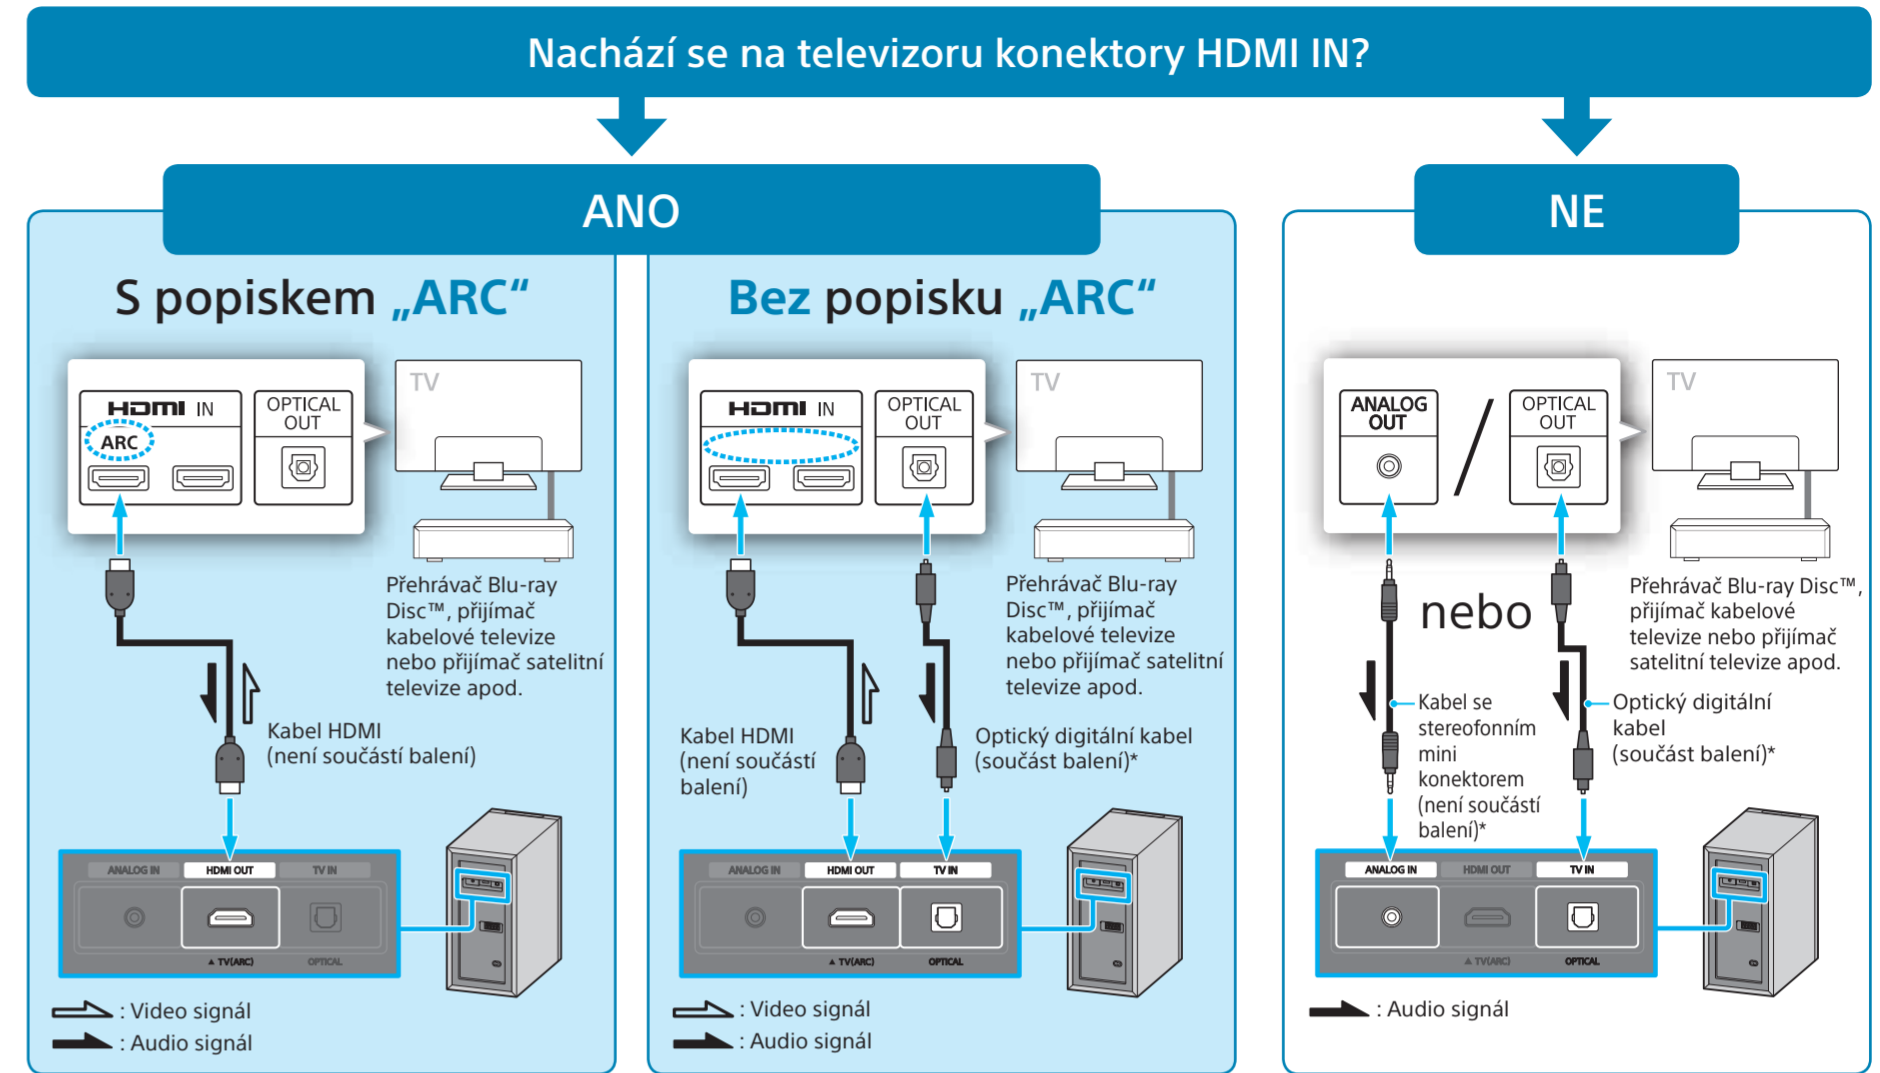 Nachází se na televizoru konektory HDMI IN?
ANO
S popiskem „ARC“
HDMI IN
ARC
OPTICAL
OUT
TV
Přehrávač Blu-ray
Disc™, přijímač
kabelové televize
nebo přijímač satelitní
televize apod.
Kabel HDMI
(není součástí balení)
ANALOG IN
HDMI OUT
TV IN
▲ TV(ARC)
OPTICAL
: Video signál
: Audio signál
Bez popisku „ARC“
HDMI IN
OPTICAL
OUT
TV
Přehrávač Blu-ray
Disc™, přijímač
kabelové televize
nebo přijímač satelitní
televize apod.
Kabel HDMI
(není součástí
balení)
Optický digitální kabel
(součást balení)*
ANALOG IN
HDMI OUT
TV IN
▲ TV(ARC)
OPTICAL
: Video signál
: Audio signál
NE
ANALOG
OUT
/
OPTICAL
OUT
TV
nebo
Přehrávač Blu-ray Disc™,
přijímač kabelové
televize nebo přijímač
satelitní televize apod.
Kabel se
stereofonním
mini
konektorem
(není součástí
balení)*
Optický digitální
kabel
(součást balení)*
ANALOG IN
HDMI OUT
TV IN
▲ TV(ARC)
OPTICAL
: Audio signál